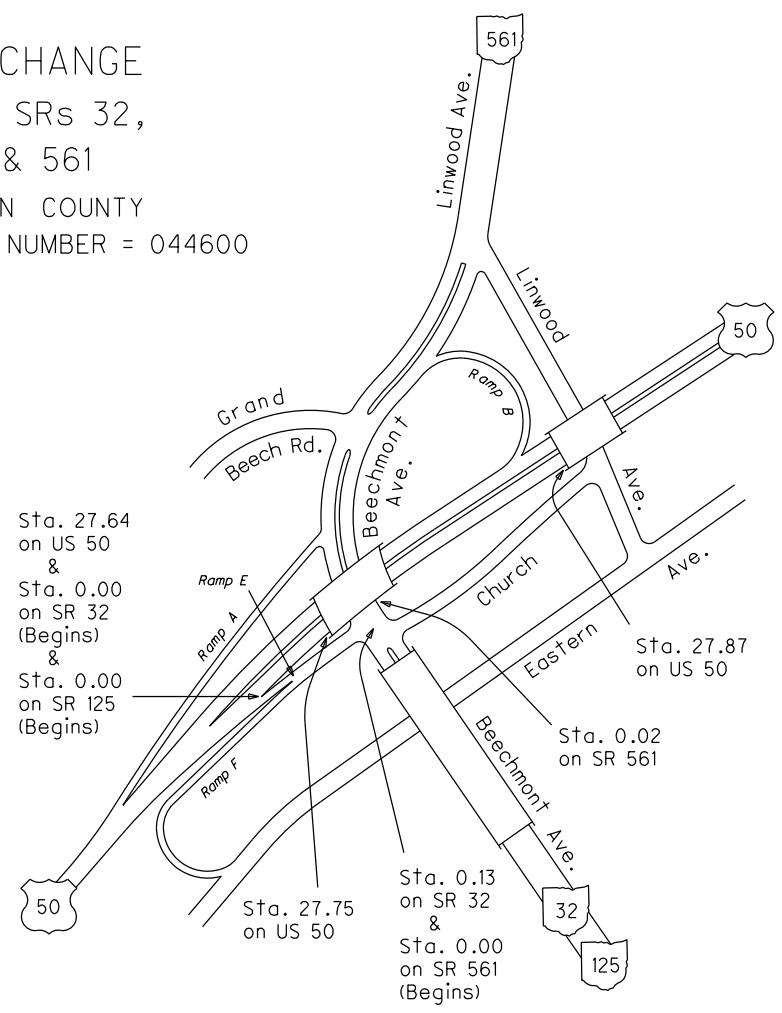 CHANGE
SRs 32,
& 561
N COUNTY
NUMBER = 044600
561
Linwood Ave.
Linwood
Ave.
50
Grand
Beech Rd.
Ramp B
Beechmont
Ave.
Sta. 27.64
on US 50
&
Sta. 0.00
on SR 32
(Begins)
&
Sta. 0.00
on SR 125
(Begins)
Ramp E
Ramp A
Church
Ave.
Eastern
Sta. 27.87
on US 50
Ramp F
Beechmont
Ave.
Sta. 0.02
on SR 561
50
Sta. 27.75
on US 50
Sta. 0.13
on SR 32
&
Sta. 0.00
on SR 561
(Begins)
32
125